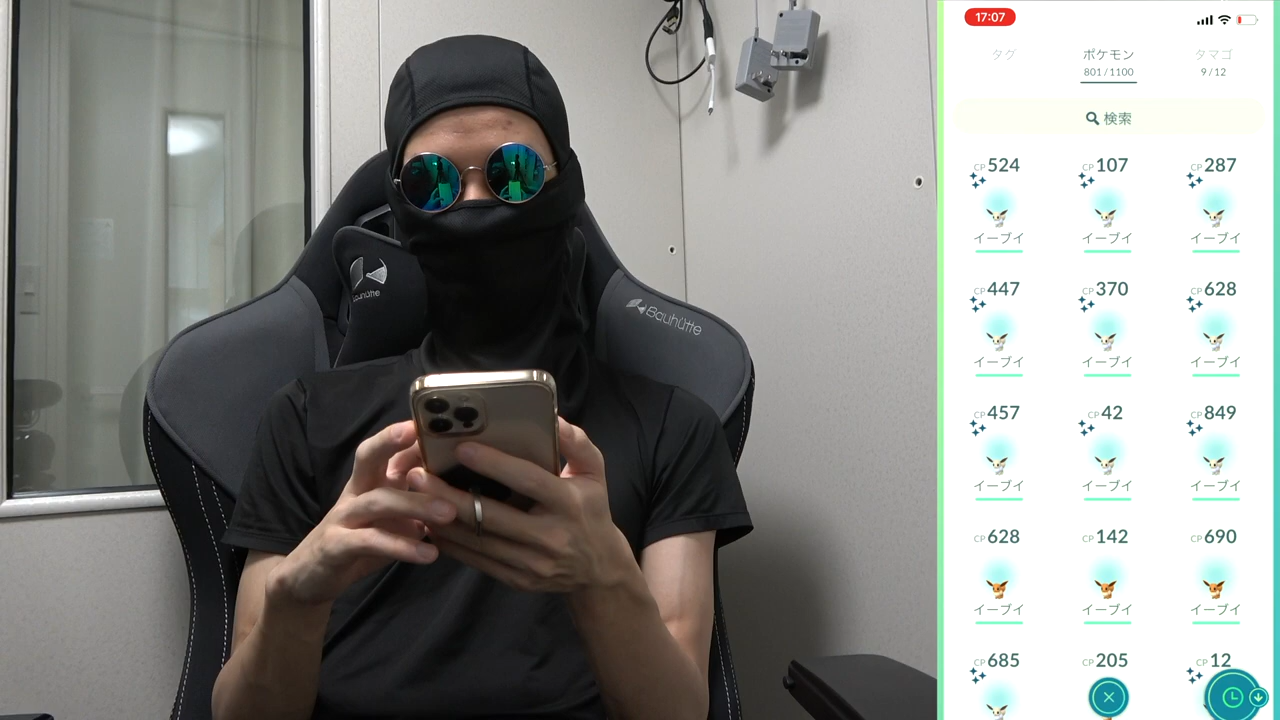 Bauhutte
Bauhütte
17:07
タグ
ポケモン
タマゴ
801 / 1100
9 / 12
検索
CP524
CP107
CP287
イーブイ
イーブイ
イーブイ
CP447
CP370
CP628
イーブイ
イーブイ
イーブイ
CP457
CP42
CP849
イーブイ
イーブイ
イーブイ
CP628
CP142
CP690
イーブイ
イーブイ
イーブイ
CP685
CP205
CP12